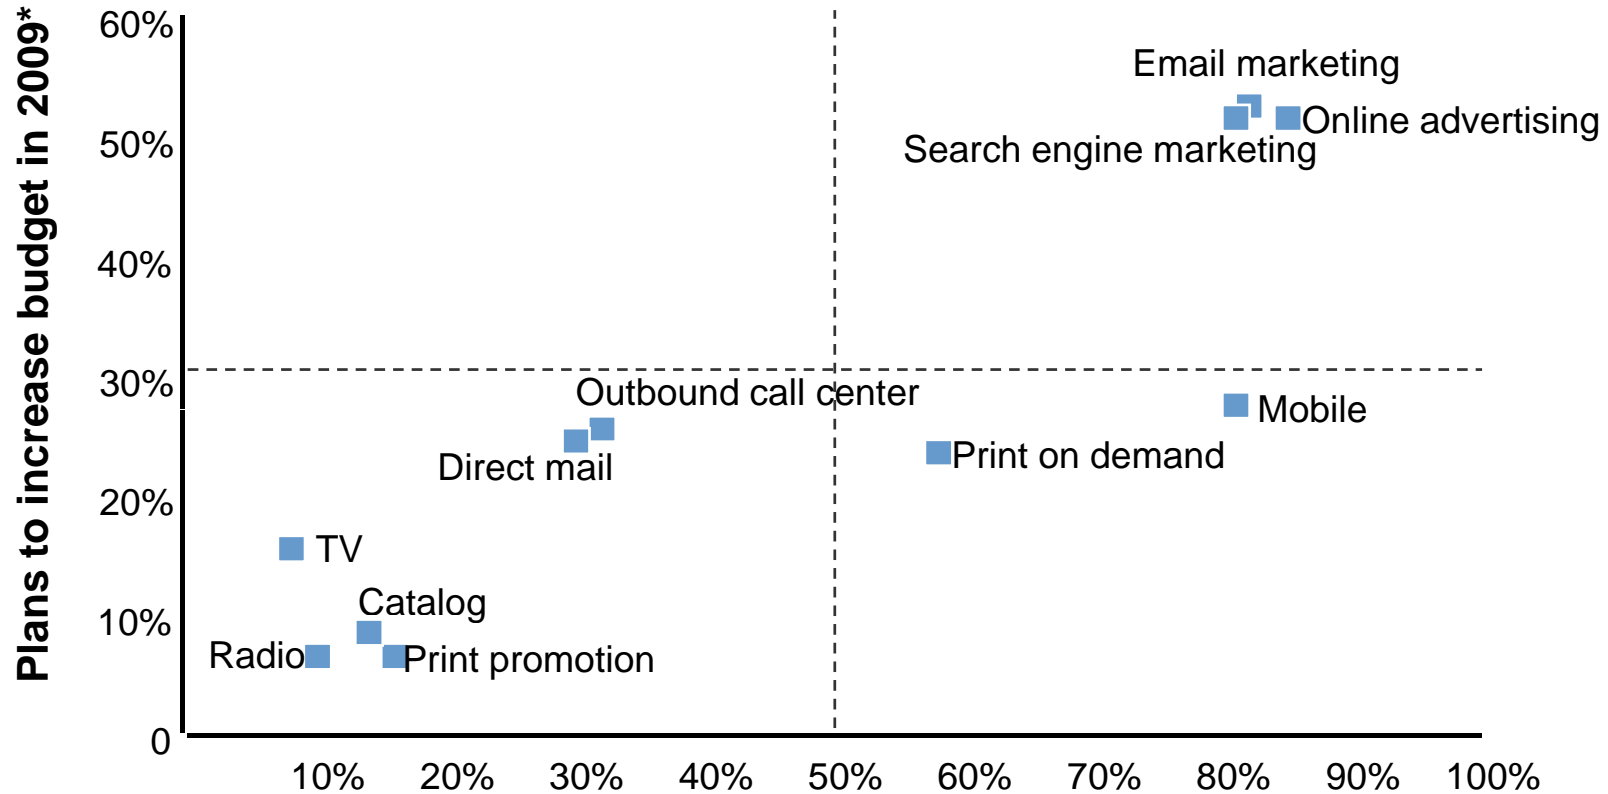 Plans to increase budget in 2009*
60%
50%
40%
30%
20%
10%
0
Email marketing
Online advertising
Search engine marketing
Outbound call center
Mobile
Direct mail
Print on demand
TV
Catalog
Radio
Print promotion
10% 20% 30% 40% 50% 60% 70% 80% 90% 100%